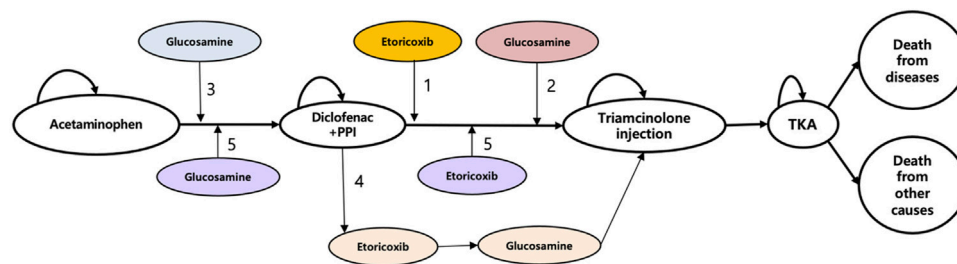 Glucosamine
Etoricoxib
Glucosamine
Death
from
diseases
3
1
2
Acetaminophen
Diclofenac
+PPI
Triamcinolone
injection
TKA
5
5
Glucosamine
Etoricoxib
4
Death
from
other
causes
Etoricoxib
Glucosamine